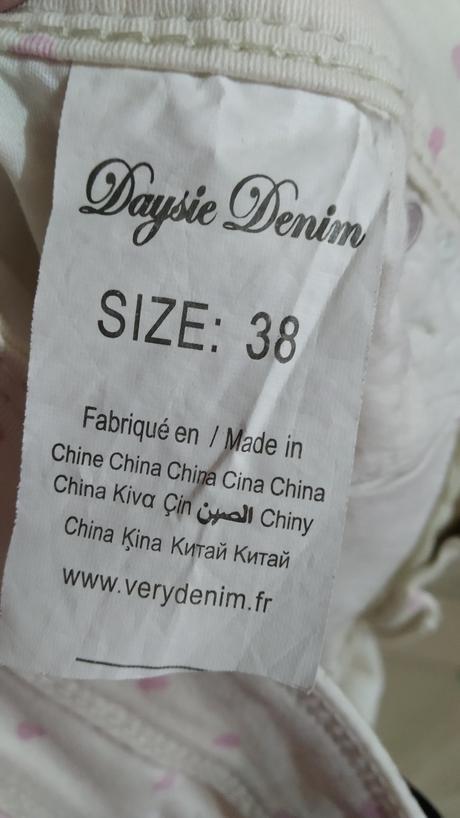 Daysie Denim
SIZE: 38
Fabriqué en / Made in
Chine China China Cina China
China Κίνα Çin الصين Chiny
China Ķina Китай Китай
www.verydenim.fr